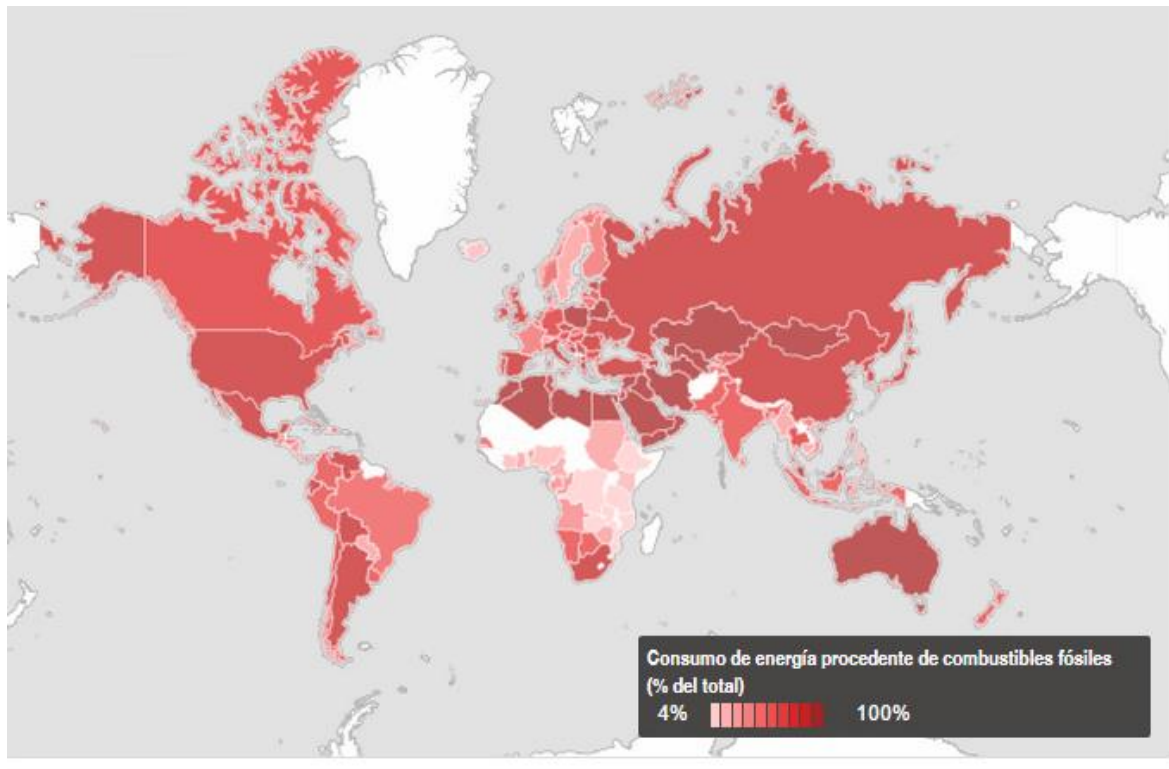 Consumo de energía procedente de combustibles fósiles
(% del total)
4% 100%